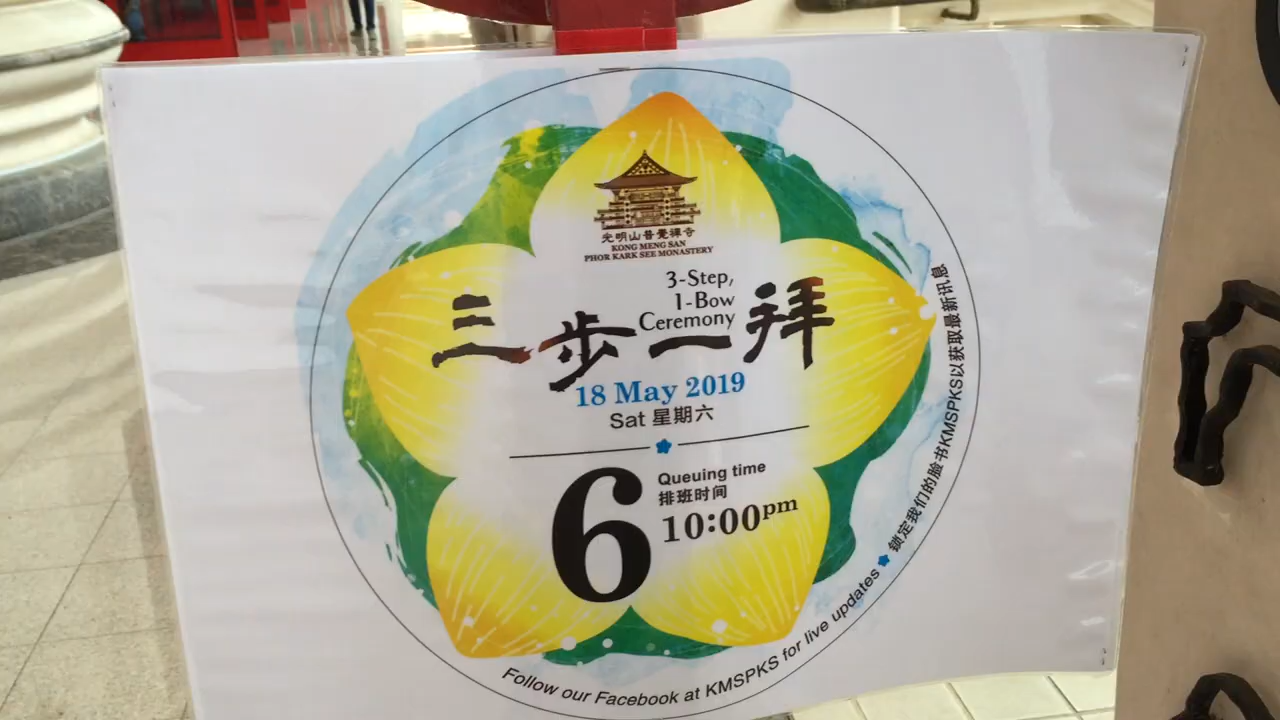 光明山普覺禪寺
KONG MENG SAN
PHOR KARK SEE MONASTERY
3-Step,
1-Bow
Ceremony
三步一拜
18 May 2019
Sat 星期六
6
Queuing time
排班时间
10:00pm
Follow our Facebook at KMSPKS for live updates
锁定我们的脸书KMSPKS以获取最新讯息